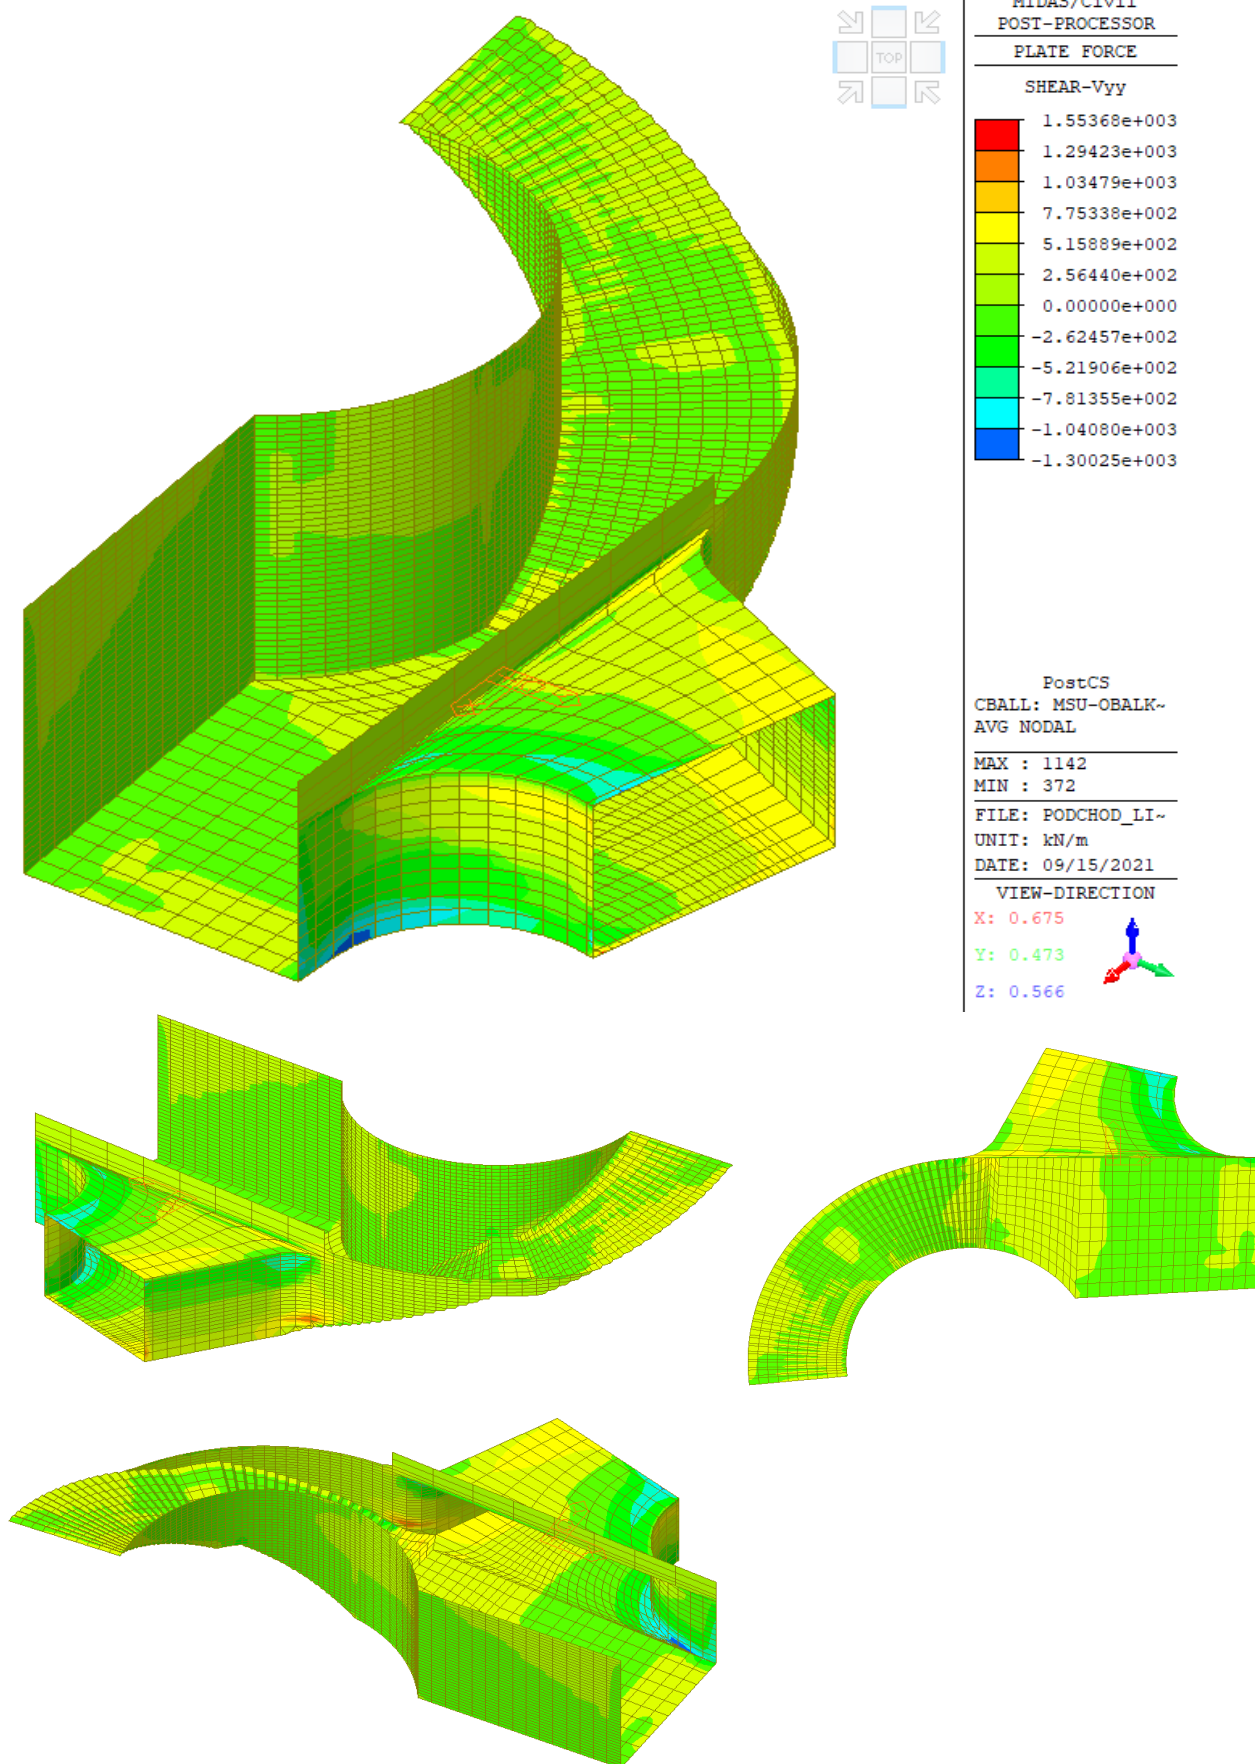 TOP
MIDAS/Civil
POST-PROCESSOR
PLATE FORCE
SHEAR-Vyy
1.55368e+003
1.29423e+003
1.03479e+003
7.75338e+002
5.15889e+002
2.56440e+002
0.00000e+000
-2.62457e+002
-5.21906e+002
-7.81355e+002
-1.04080e+003
-1.30025e+003
PostCS
CBALL: MSU-OBALK~
AVG NODAL
MAX : 1142
MIN : 372
FILE: PODCHOD_LI~
UNIT: kN/m
DATE: 09/15/2021
VIEW-DIRECTION
X: 0.675
Y: 0.473
Z: 0.566